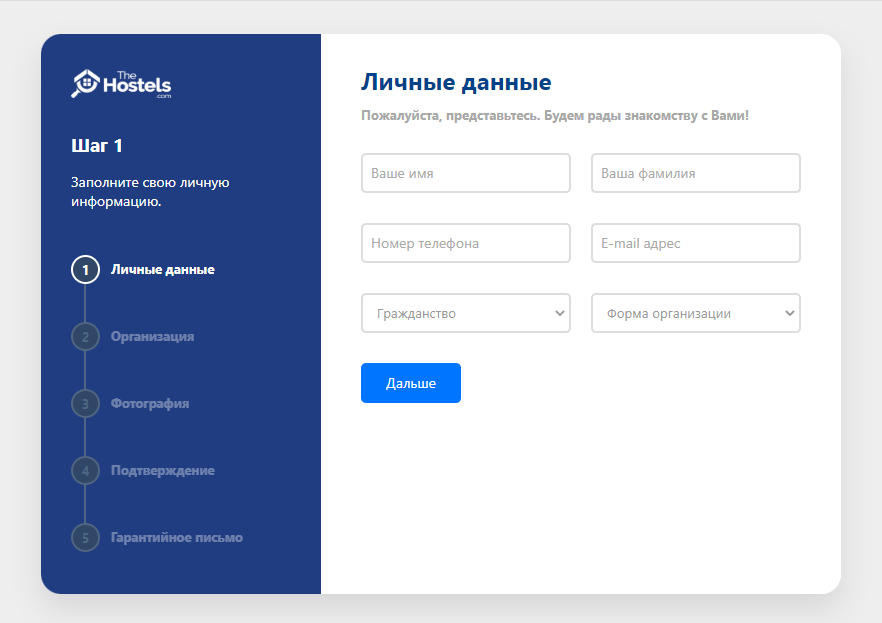 The
Hostels
.com
Шаг 1
Заполните свою личную
информацию.
1 Личные данные
2 Организация
3 Фотография
4 Подтверждение
5 Гарантийное письмо
Личные данные
Пожалуйста, представьтесь. Будем рады знакомству с Вами!
Ваше имя
Ваша фамилия
Номер телефона
E-mail адрес
Гражданство
Форма организации
Дальше